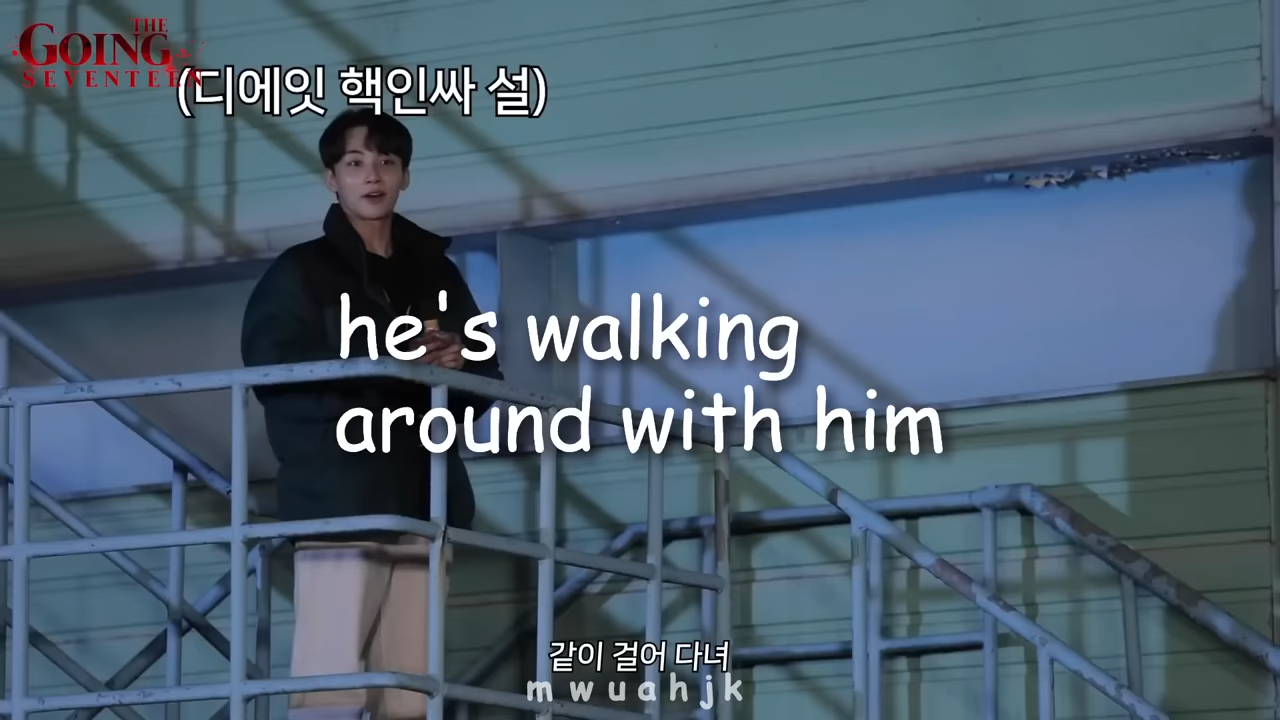 THE
GOING
SEVENTEEN
(디에잇 핵인싸 설)
he's walking
around with him
같이 걸어 다녀
mwuahjk